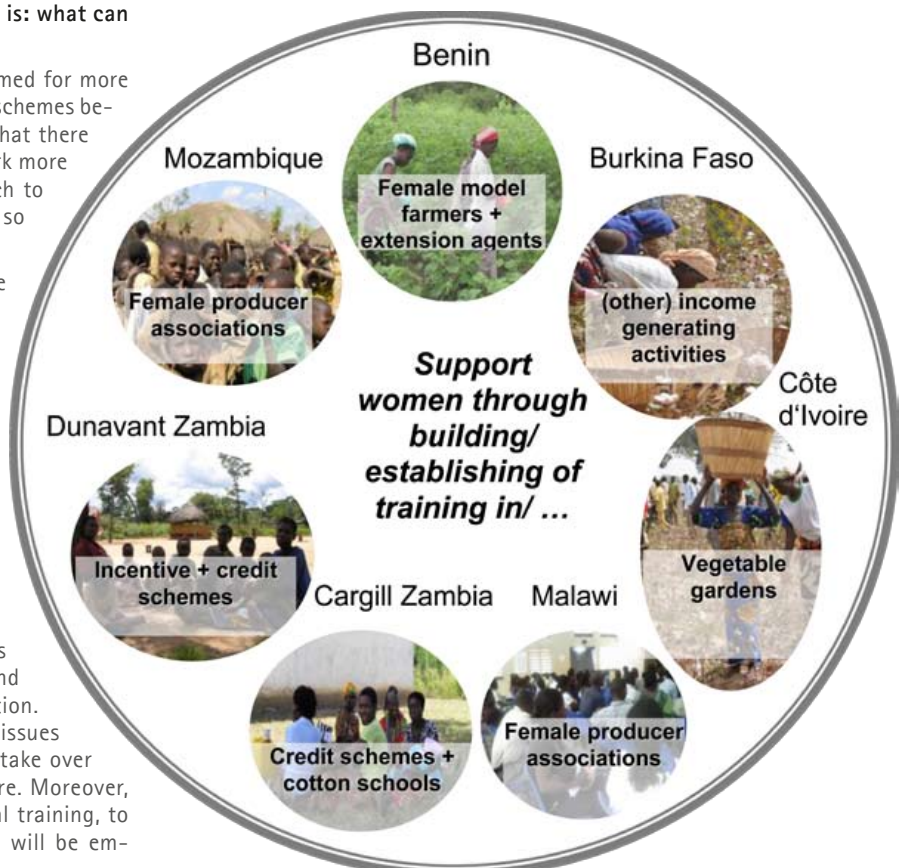 is: what can
med for more
schemes be-
hat there
rk more
h to
so
e
s
nd
tion.
issues
take over
re. Moreover,
al training, to
will be em-
Benin
Female model
farmers +
extension agents
Burkina Faso
(other) income
generating
activities
Côte
d'Ivoire
Vegetable
gardens
Malawi
Female producer
associations
Cargill Zambia
Credit schemes +
cotton schools
Dunavant Zambia
Incentive + credit
schemes
Mozambique
Female producer
associations
Support
women through
building/
establishing of
training in/ ...